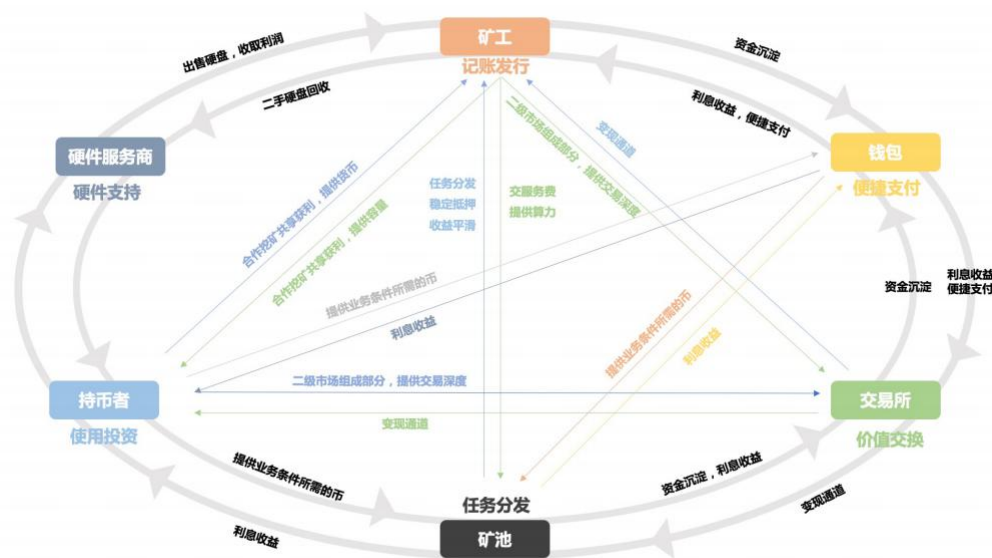 矿工
记账发行
出售硬盘，收取利润
资金沉淀
二手硬盘回收
利息收益，便捷支付
硬件服务商
硬件支持
钱包
便捷支付
二级市场组成部分，提供交易深度
变现通道
合作挖矿共享获利，提供货币
合作挖矿共享获利，提供容量
任务分发
稳定抵押
收益平滑
交服务费
提供算力
提供业务条件所需的币
利息收益
提供业务条件所需的币
利息收益
资金沉淀
利息收益
便捷支付
持币者
使用投资
二级市场组成部分，提供交易深度
变现通道
交易所
价值交换
提供业务条件所需的币
利息收益
任务分发
矿池
资金沉淀，利息收益
变现通道